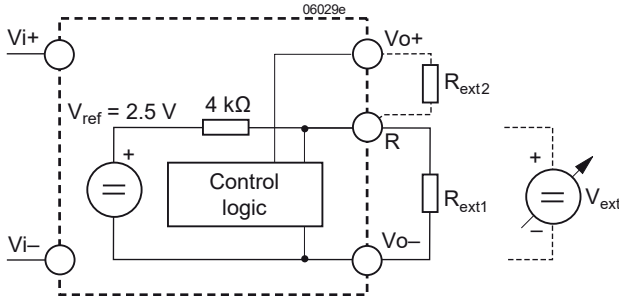 06029e
Vi+
Vo+
Rext2
Vref = 2.5 V
4 kΩ
R
+
+
Control
logic
Rext1
Vext
–
Vo–
Vi–